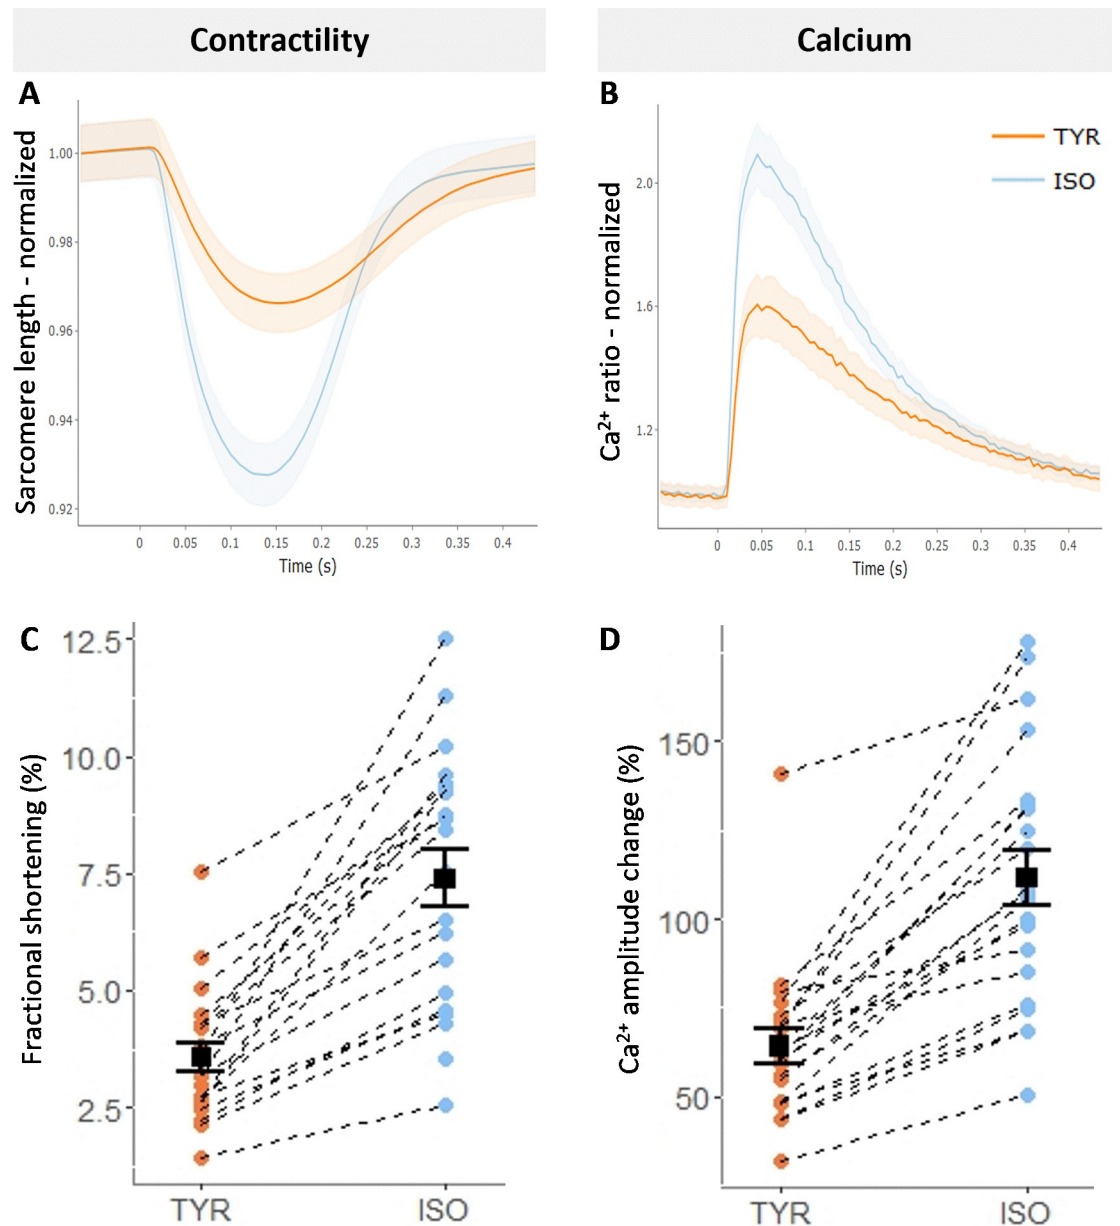 Contractility
Calcium
A
Sarcomere length - normalized
1.00
0.98
0.96
0.94
0.92
0
0.05
0.1
0.15
0.2
0.25
0.3
0.35
0.4
Time (s)
B
Ca²⁺ ratio - normalized
TYR
ISO
2.0
1.6
1.2
0
0.05
0.1
0.15
0.2
0.25
0.3
0.35
0.4
Time (s)
C
Fractional shortening (%)
12.5
10.0
7.5
5.0
2.5
TYR
ISO
D
Ca²⁺ amplitude change (%)
150
100
50
TYR
ISO